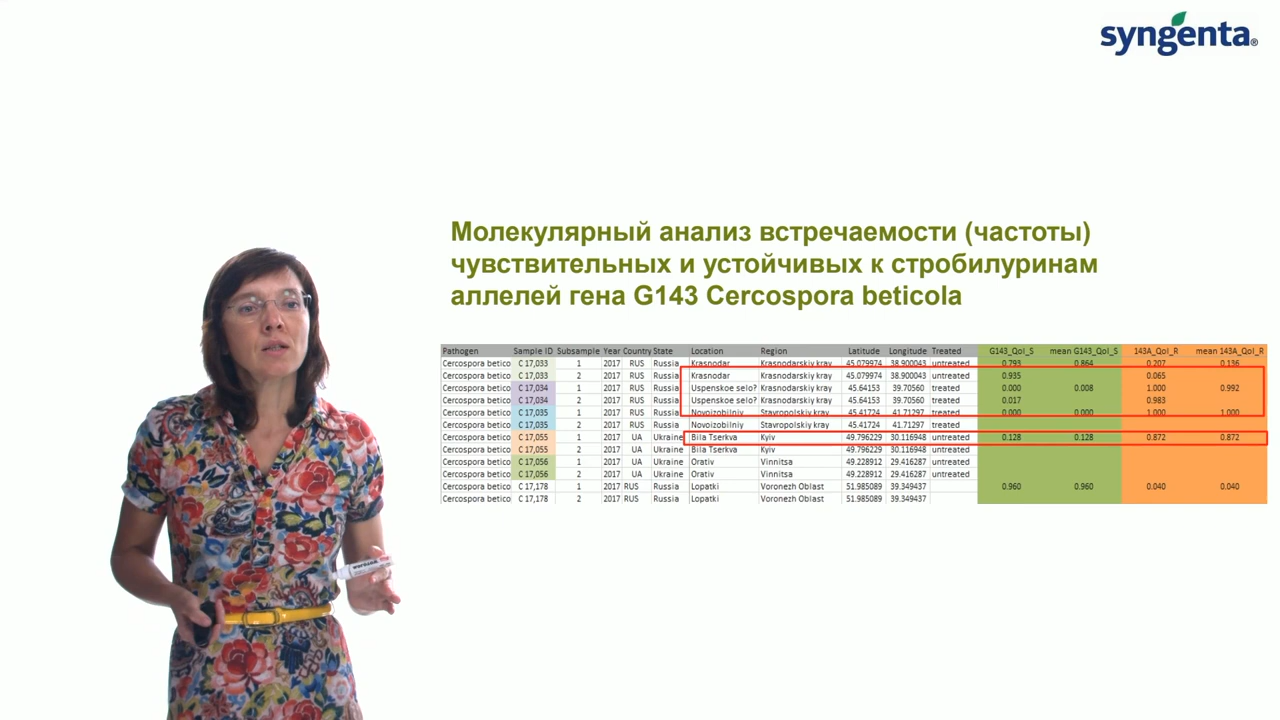 syngenta®
Молекулярный анализ встречаемости (частоты)
чувствительных и устойчивых к стробилуринам
аллелей гена G143 Cercospora beticola
Pathogen Sample ID Subsample Year Country State Location Region Latitude Longitude Treated G143_QoI_S mean G143_QoI_S 143A_QoI_R mean 143A_QoI_R
Cercospora betico C 17,033 1 2017 RUS Russia Krasnodar Krasnodarskiy kray 45.079974 38.900043 untreated 0.793 0.864 0.207 0.136
Cercospora betico C 17,033 2 2017 RUS Russia Krasnodar Krasnodarskiy kray 45.079974 38.900043 untreated 0.935 0.065
Cercospora betico C 17,034 1 2017 RUS Russia Uspenskoe selo? Krasnodarskiy kray 45.64153 39.70560 treated 0.000 0.008 1.000 0.992
Cercospora betico C 17,034 2 2017 RUS Russia Uspenskoe selo? Krasnodarskiy kray 45.64153 39.70560 treated 0.017 0.983
Cercospora betico C 17,035 1 2017 RUS Russia Novoizobilniy Stavropolskiy kray 45.41724 41.71297 treated 0.000 0.000 1.000 1.000
Cercospora betico C 17,035 2 2017 RUS Russia Novoizobilniy Stavropolskiy kray 45.41724 41.71297 treated
Cercospora betico C 17,055 1 2017 UA Ukraine Bila Tserkva Kyiv 49.796229 30.116948 untreated 0.128 0.128 0.872 0.872
Cercospora betico C 17,055 2 2017 UA Ukraine Bila Tserkva Kyiv 49.796229 30.116948 untreated
Cercospora betico C 17,056 1 2017 UA Ukraine Orativ Vinnitsa 49.228912 29.416287 untreated
Cercospora betico C 17,056 2 2017 UA Ukraine Orativ Vinnitsa 49.228912 29.416287 untreated
Cercospora betico C 17,178 1 2017 RUS Russia Lopatki Voronezh Oblast 51.985089 39.349437 0.960 0.960 0.040 0.040
Cercospora betico C 17,178 2 2017 RUS Russia Lopatki Voronezh Oblast 51.985089 39.349437